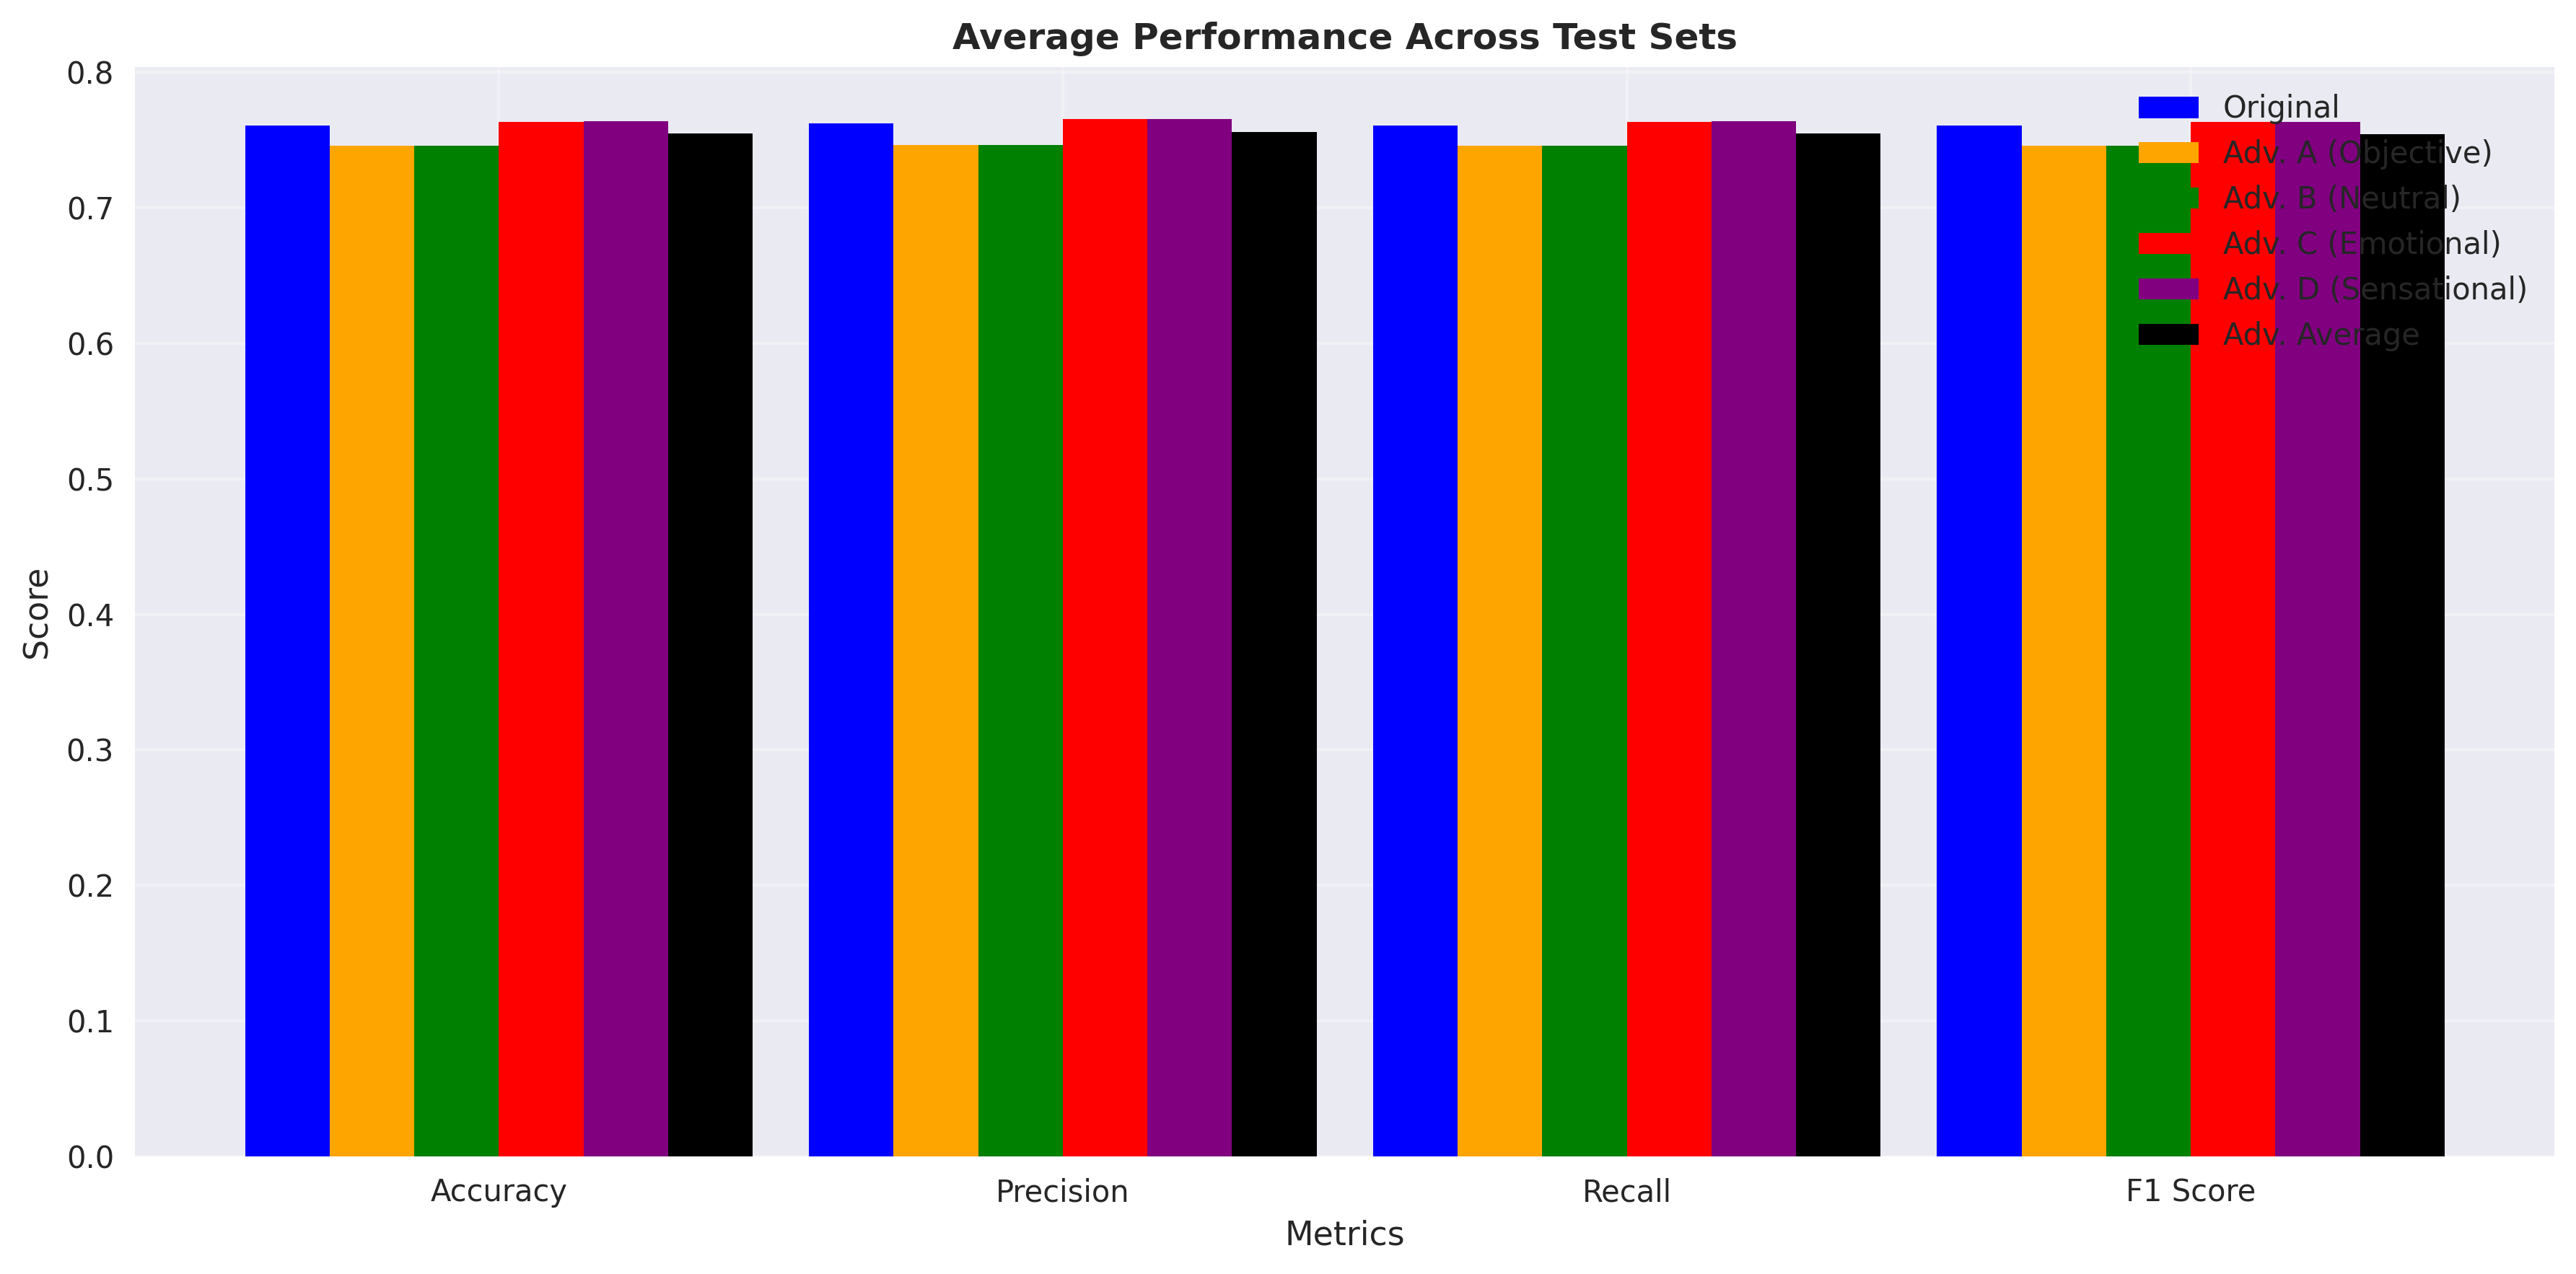 Average Performance Across Test Sets
0.8
0.7
0.6
0.5
0.4
0.3
0.2
0.1
0.0
Score
Original
Adv. A (Objective)
Adv. B (Neutral)
Adv. C (Emotional)
Adv. D (Sensational)
Adv. Average
Accuracy
Precision
Recall
F1 Score
Metrics